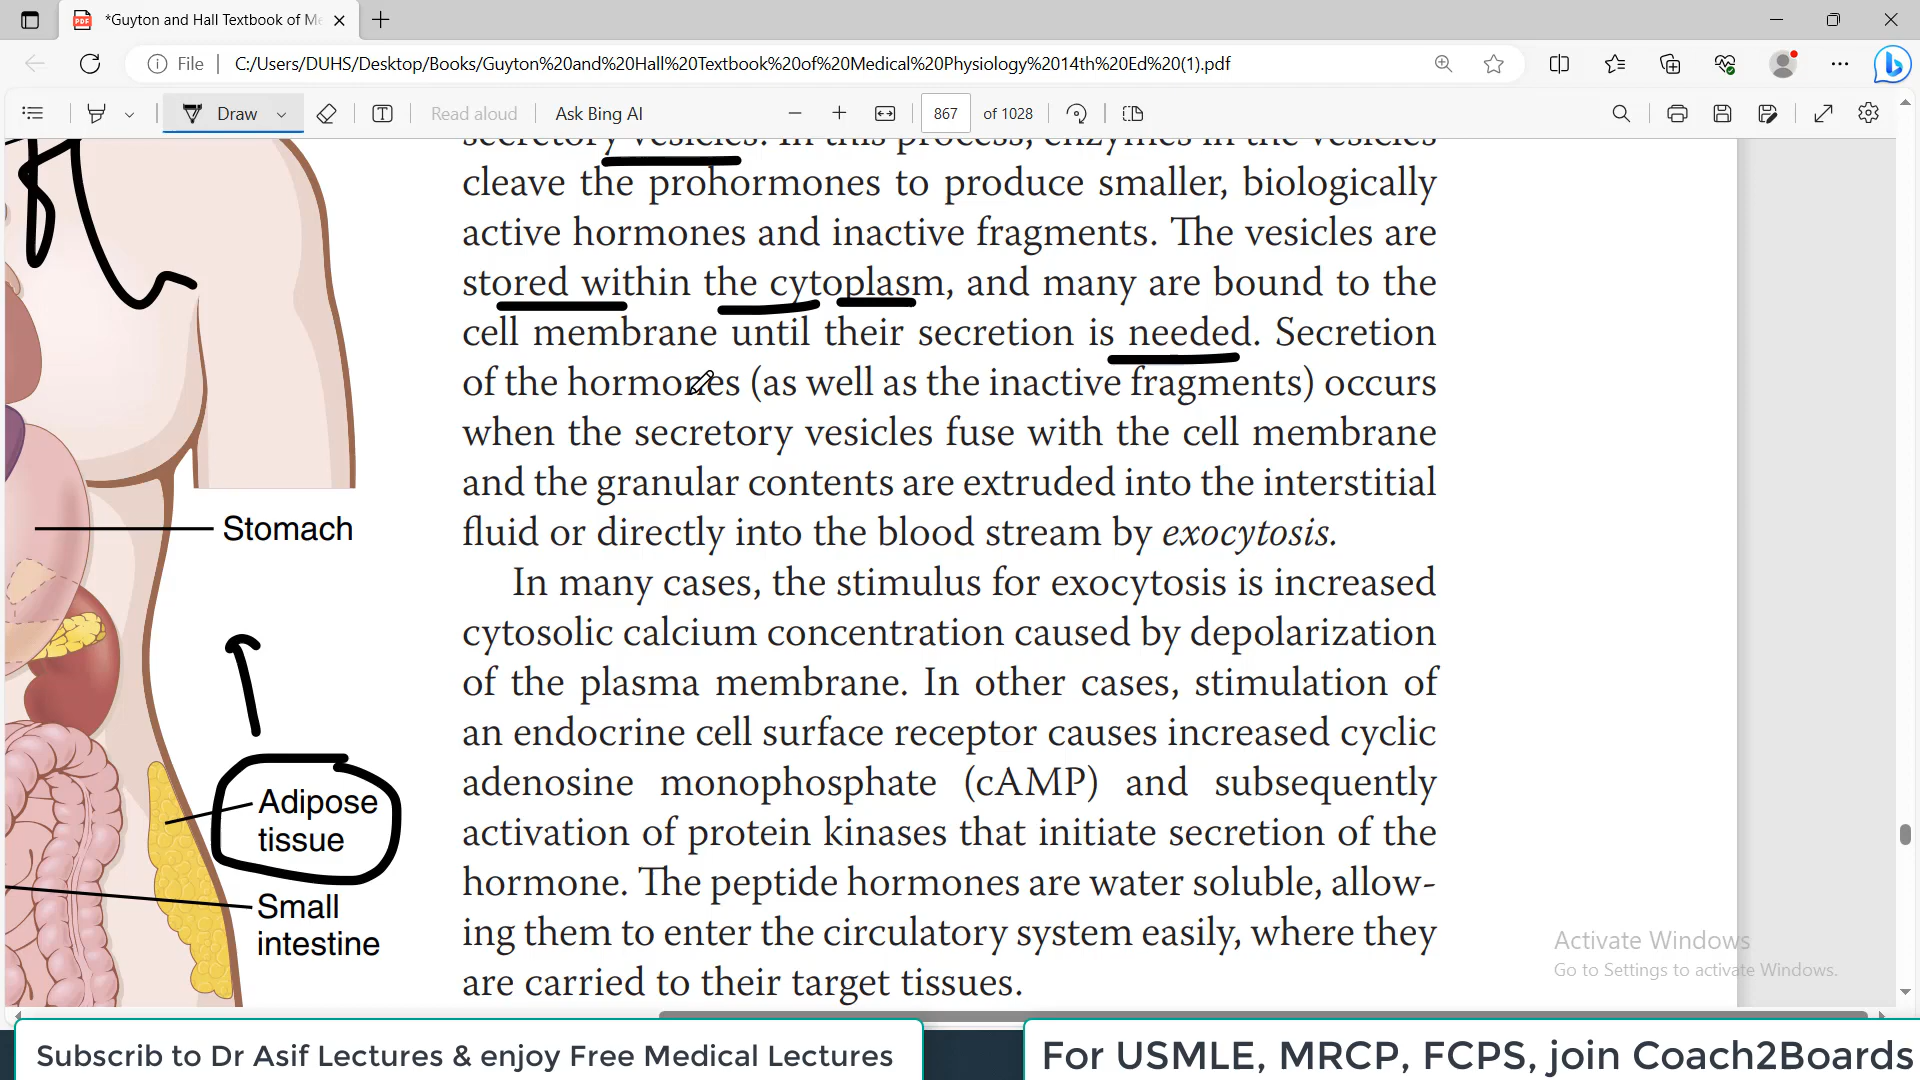 *Guyton and Hall Textbook of Me
File
C:/Users/DUHS/Desktop/Books/Guyton%20and%20Hall%20Textbook%20of%20Medical%20Physiology%2014th%20Ed%20(1).pdf
Draw
Read aloud
Ask Bing AI
867 of 1028
secretory vesicles. In this process, enzymes in the vesicles
cleave the prohormones to produce smaller, biologically
active hormones and inactive fragments. The vesicles are
stored within the cytoplasm, and many are bound to the
cell membrane until their secretion is needed. Secretion
of the hormones (as well as the inactive fragments) occurs
when the secretory vesicles fuse with the cell membrane
and the granular contents are extruded into the interstitial
fluid or directly into the blood stream by exocytosis.
In many cases, the stimulus for exocytosis is increased
cytosolic calcium concentration caused by depolarization
of the plasma membrane. In other cases, stimulation of
an endocrine cell surface receptor causes increased cyclic
adenosine monophosphate (cAMP) and subsequently
activation of protein kinases that initiate secretion of the
hormone. The peptide hormones are water soluble, allow-
ing them to enter the circulatory system easily, where they
are carried to their target tissues.
Stomach
Adipose
tissue
Small
intestine
Activate Windows
Go to Settings to activate Windows.
Subscrib to Dr Asif Lectures & enjoy Free Medical Lectures
For USMLE, MRCP, FCPS, join Coach2Boards